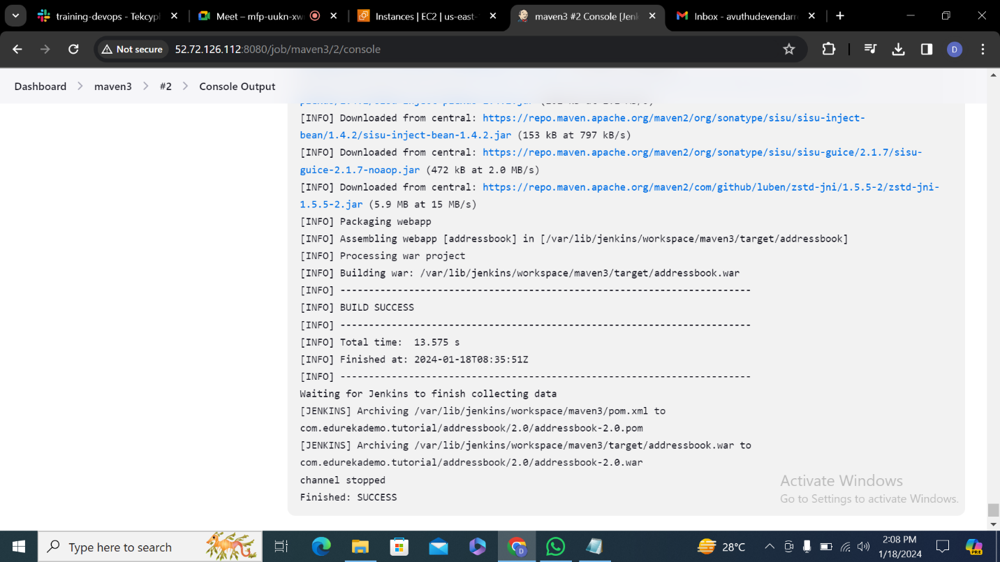 training-devops - Tekcypl
Meet – mfp-uukn-xw
Instances | EC2 | us-east-
maven3 #2 Console [Jenk
Inbox - avuthudevendarr
Not secure
52.72.126.112:8080/job/maven3/2/console
D
Dashboard > maven3 > #2 > Console Output
[INFO] Downloaded from central: https://repo.maven.apache.org/maven2/org/sonatype/sisu/sisu-inject-
bean/1.4.2/sisu-inject-bean-1.4.2.jar (153 kB at 797 kB/s)
[INFO] Downloaded from central: https://repo.maven.apache.org/maven2/org/sonatype/sisu/sisu-guice/2.1.7/sisu-
guice-2.1.7-noaop.jar (472 kB at 2.0 MB/s)
[INFO] Downloaded from central: https://repo.maven.apache.org/maven2/com/github/luben/zstd-jni/1.5.5-2/zstd-jni-
1.5.5-2.jar (5.9 MB at 15 MB/s)
[INFO] Packaging webapp
[INFO] Assembling webapp [addressbook] in [/var/lib/jenkins/workspace/maven3/target/addressbook]
[INFO] Processing war project
[INFO] Building war: /var/lib/jenkins/workspace/maven3/target/addressbook.war
[INFO] ------------------------------------------------------------------------
[INFO] BUILD SUCCESS
[INFO] ------------------------------------------------------------------------
[INFO] Total time:  13.575 s
[INFO] Finished at: 2024-01-18T08:35:51Z
[INFO] ------------------------------------------------------------------------
Waiting for Jenkins to finish collecting data
[JENKINS] Archiving /var/lib/jenkins/workspace/maven3/pom.xml to
com.edurekademo.tutorial/addressbook/2.0/addressbook-2.0.pom
[JENKINS] Archiving /var/lib/jenkins/workspace/maven3/target/addressbook.war to
com.edurekademo.tutorial/addressbook/2.0/addressbook-2.0.war
channel stopped
Finished: SUCCESS
Activate Windows
Go to Settings to activate Windows.
Type here to search
D
28°C
2:08 PM
1/18/2024
PRE